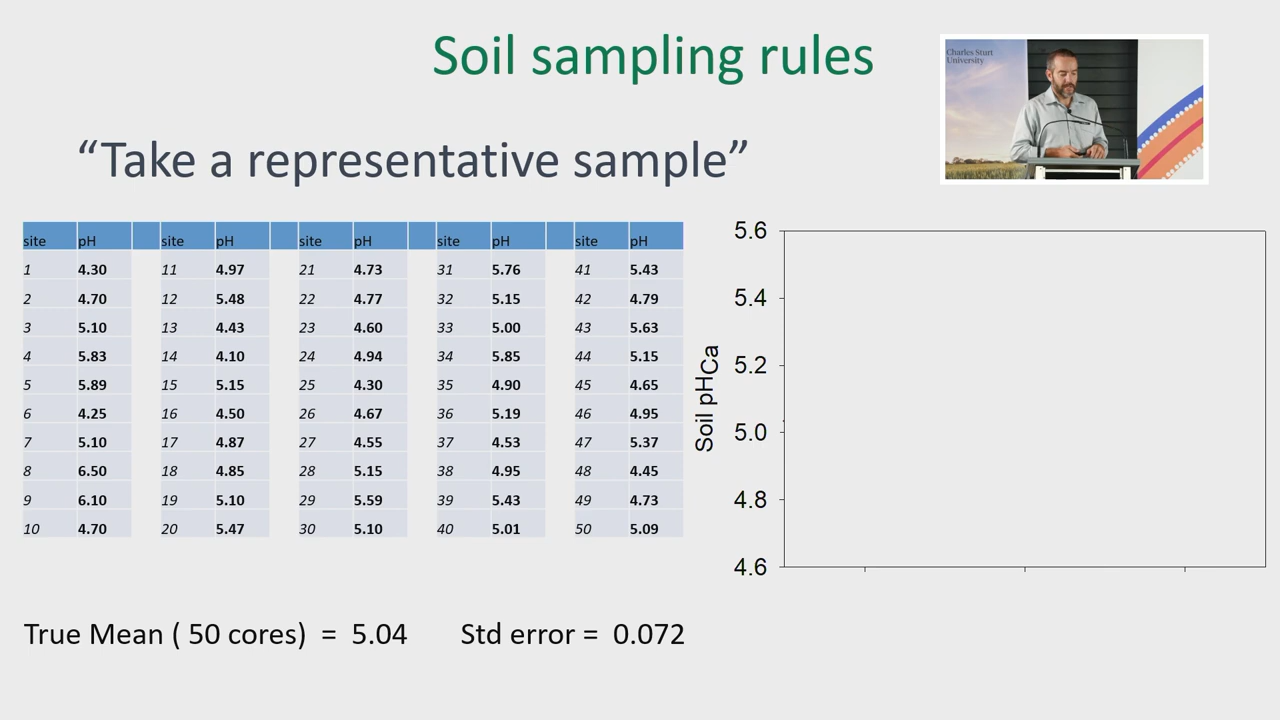 Soil sampling rules
Charles Sturt
University
“Take a representative sample”
site pH site pH site pH site pH site pH
1 4.30 11 4.97 21 4.73 31 5.76 41 5.43
2 4.70 12 5.48 22 4.77 32 5.15 42 4.79
3 5.10 13 4.43 23 4.60 33 5.00 43 5.63
4 5.83 14 4.10 24 4.94 34 5.85 44 5.15
5 5.89 15 5.15 25 4.30 35 4.90 45 4.65
6 4.25 16 4.50 26 4.67 36 5.19 46 4.95
7 5.10 17 4.87 27 4.55 37 4.53 47 5.37
8 6.50 18 4.85 28 5.15 38 4.95 48 4.45
9 6.10 19 5.10 29 5.59 39 5.43 49 4.73
10 4.70 20 5.47 30 5.10 40 5.01 50 5.09
Soil pHCa
5.6
5.4
5.2
5.0
4.8
4.6
True Mean ( 50 cores) = 5.04 Std error = 0.072